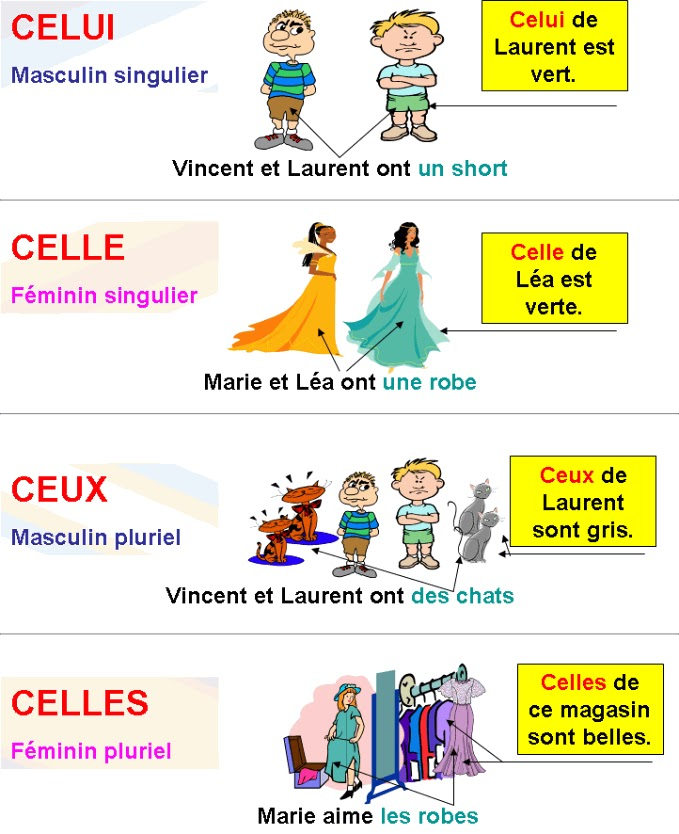 CELUI
Masculin singulier
Celui de
Laurent est
vert.
Vincent et Laurent ont un short
CELLE
Féminin singulier
Celle de
Léa est
verte.
Marie et Léa ont une robe
CEUX
Masculin pluriel
Ceux de
Laurent
sont gris.
Vincent et Laurent ont des chats
CELLES
Féminin pluriel
Celles de
ce magasin
sont belles.
Marie aime les robes